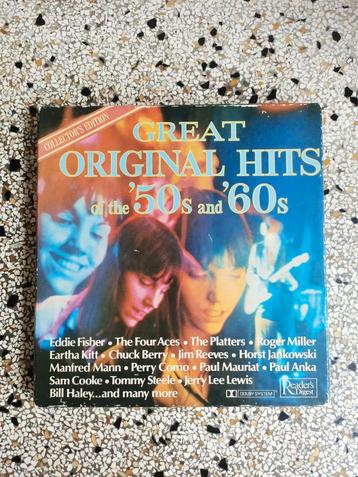 COLLECTOR'S EDITION
GREAT
ORIGINAL HITS
of the '50s and '60s
Eddie Fisher • The Four Aces • The Platters • Roger Miller
Eartha Kitt • Chuck Berry • Jim Reeves • Horst Jankowski
Manfred Mann • Perry Como • Paul Mauriat • Paul Anka
Sam Cooke • Tommy Steele • Jerry Lee Lewis
Bill Haley...and many more
DOLBY SYSTEM
Reader's
Digest